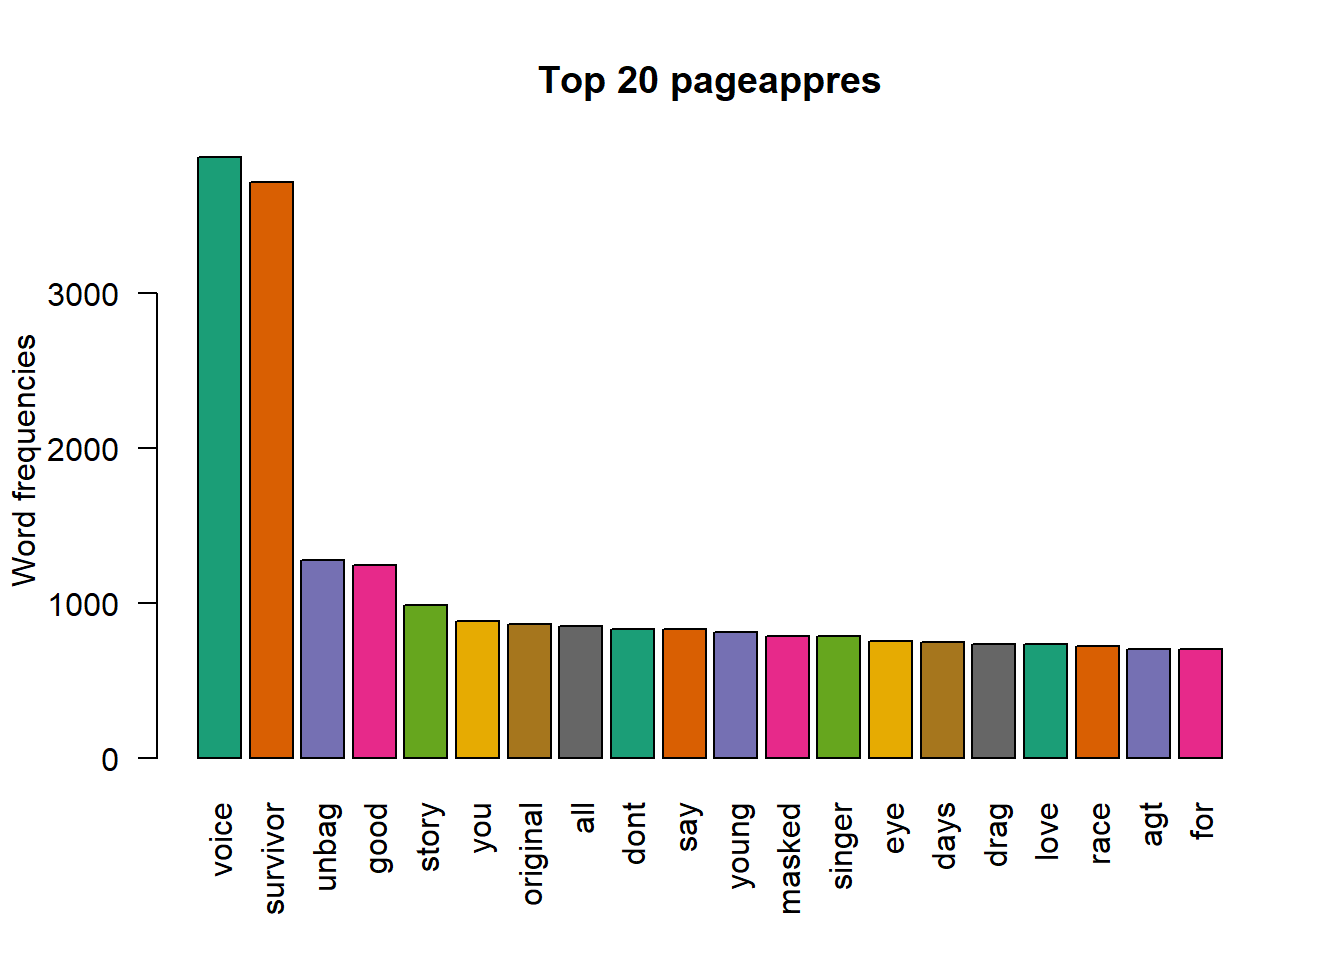 Top 20 pageappres
Word frequencies
3000
2000
1000
0
voice
survivor
unbag
good
story
you
original
all
dont
say
young
masked
singer
eye
days
drag
love
race
agt
for